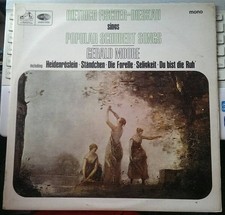 mono
DIETRICH FISCHER-DIESKAU
sings
POPULAR SCHUBERT SONGS
GERALD MOORE
including Heidenröslein · Ständchen · Die Forelle · Seligkeit · Du bist die Ruh'